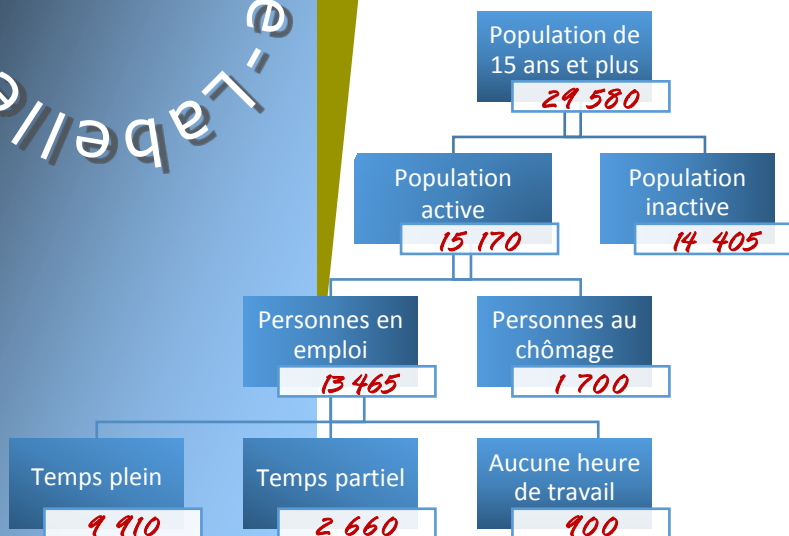 e-Labelle
Population de
15 ans et plus
29 580
Population
active
15 170
Population
inactive
14 405
Personnes en
emploi
13 465
Personnes au
chômage
1 700
Temps plein
9 910
Temps partiel
2 660
Aucune heure
de travail
900